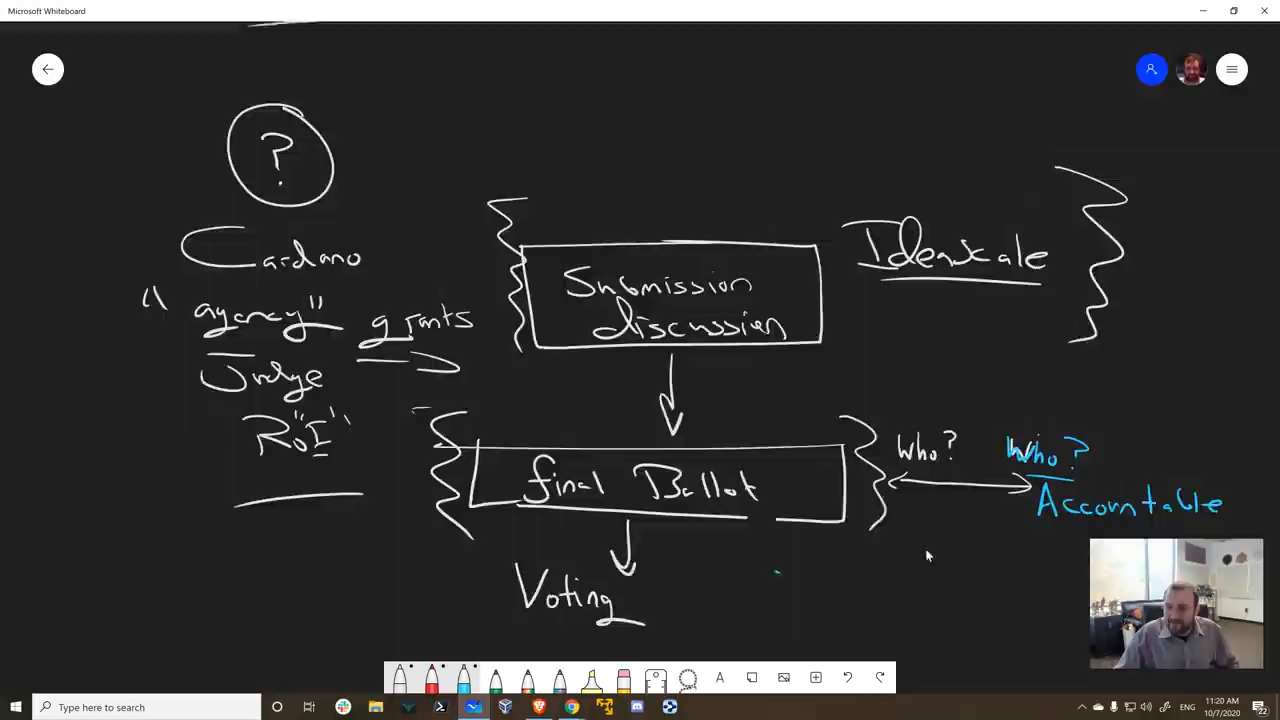 Microsoft Whiteboard
?
Cardano
"agency"
grants
Judge
"RoI"
Submission
discussion
IdeaScale
final Ballot
Who?
Who?
Accountable
Voting
A
Type here to search
ENG
11:20 AM
10/7/2020
22